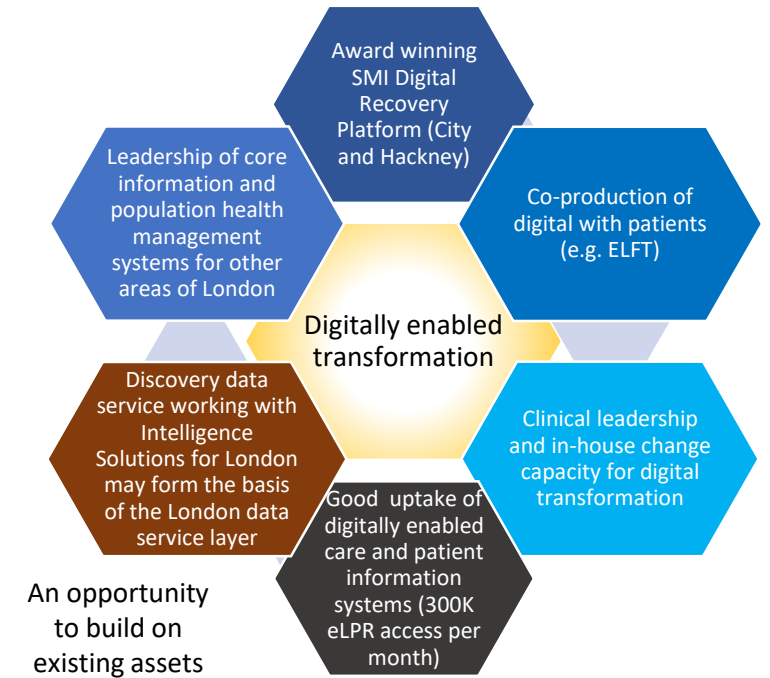 Award winning
SMI Digital
Recovery
Platform (City
and Hackney)
Leadership of core
information and
population health
management
systems for other
areas of London
Co-production of
digital with patients
(e.g. ELFT)
Digitally enabled
transformation
Discovery data
service working with
Intelligence
Solutions for London
may form the basis
of the London data
service layer
Clinical leadership
and in-house change
capacity for digital
transformation
Good uptake of
digitally enabled
care and patient
information
systems (300K
eLPR access per
month)
An opportunity
to build on
existing assets